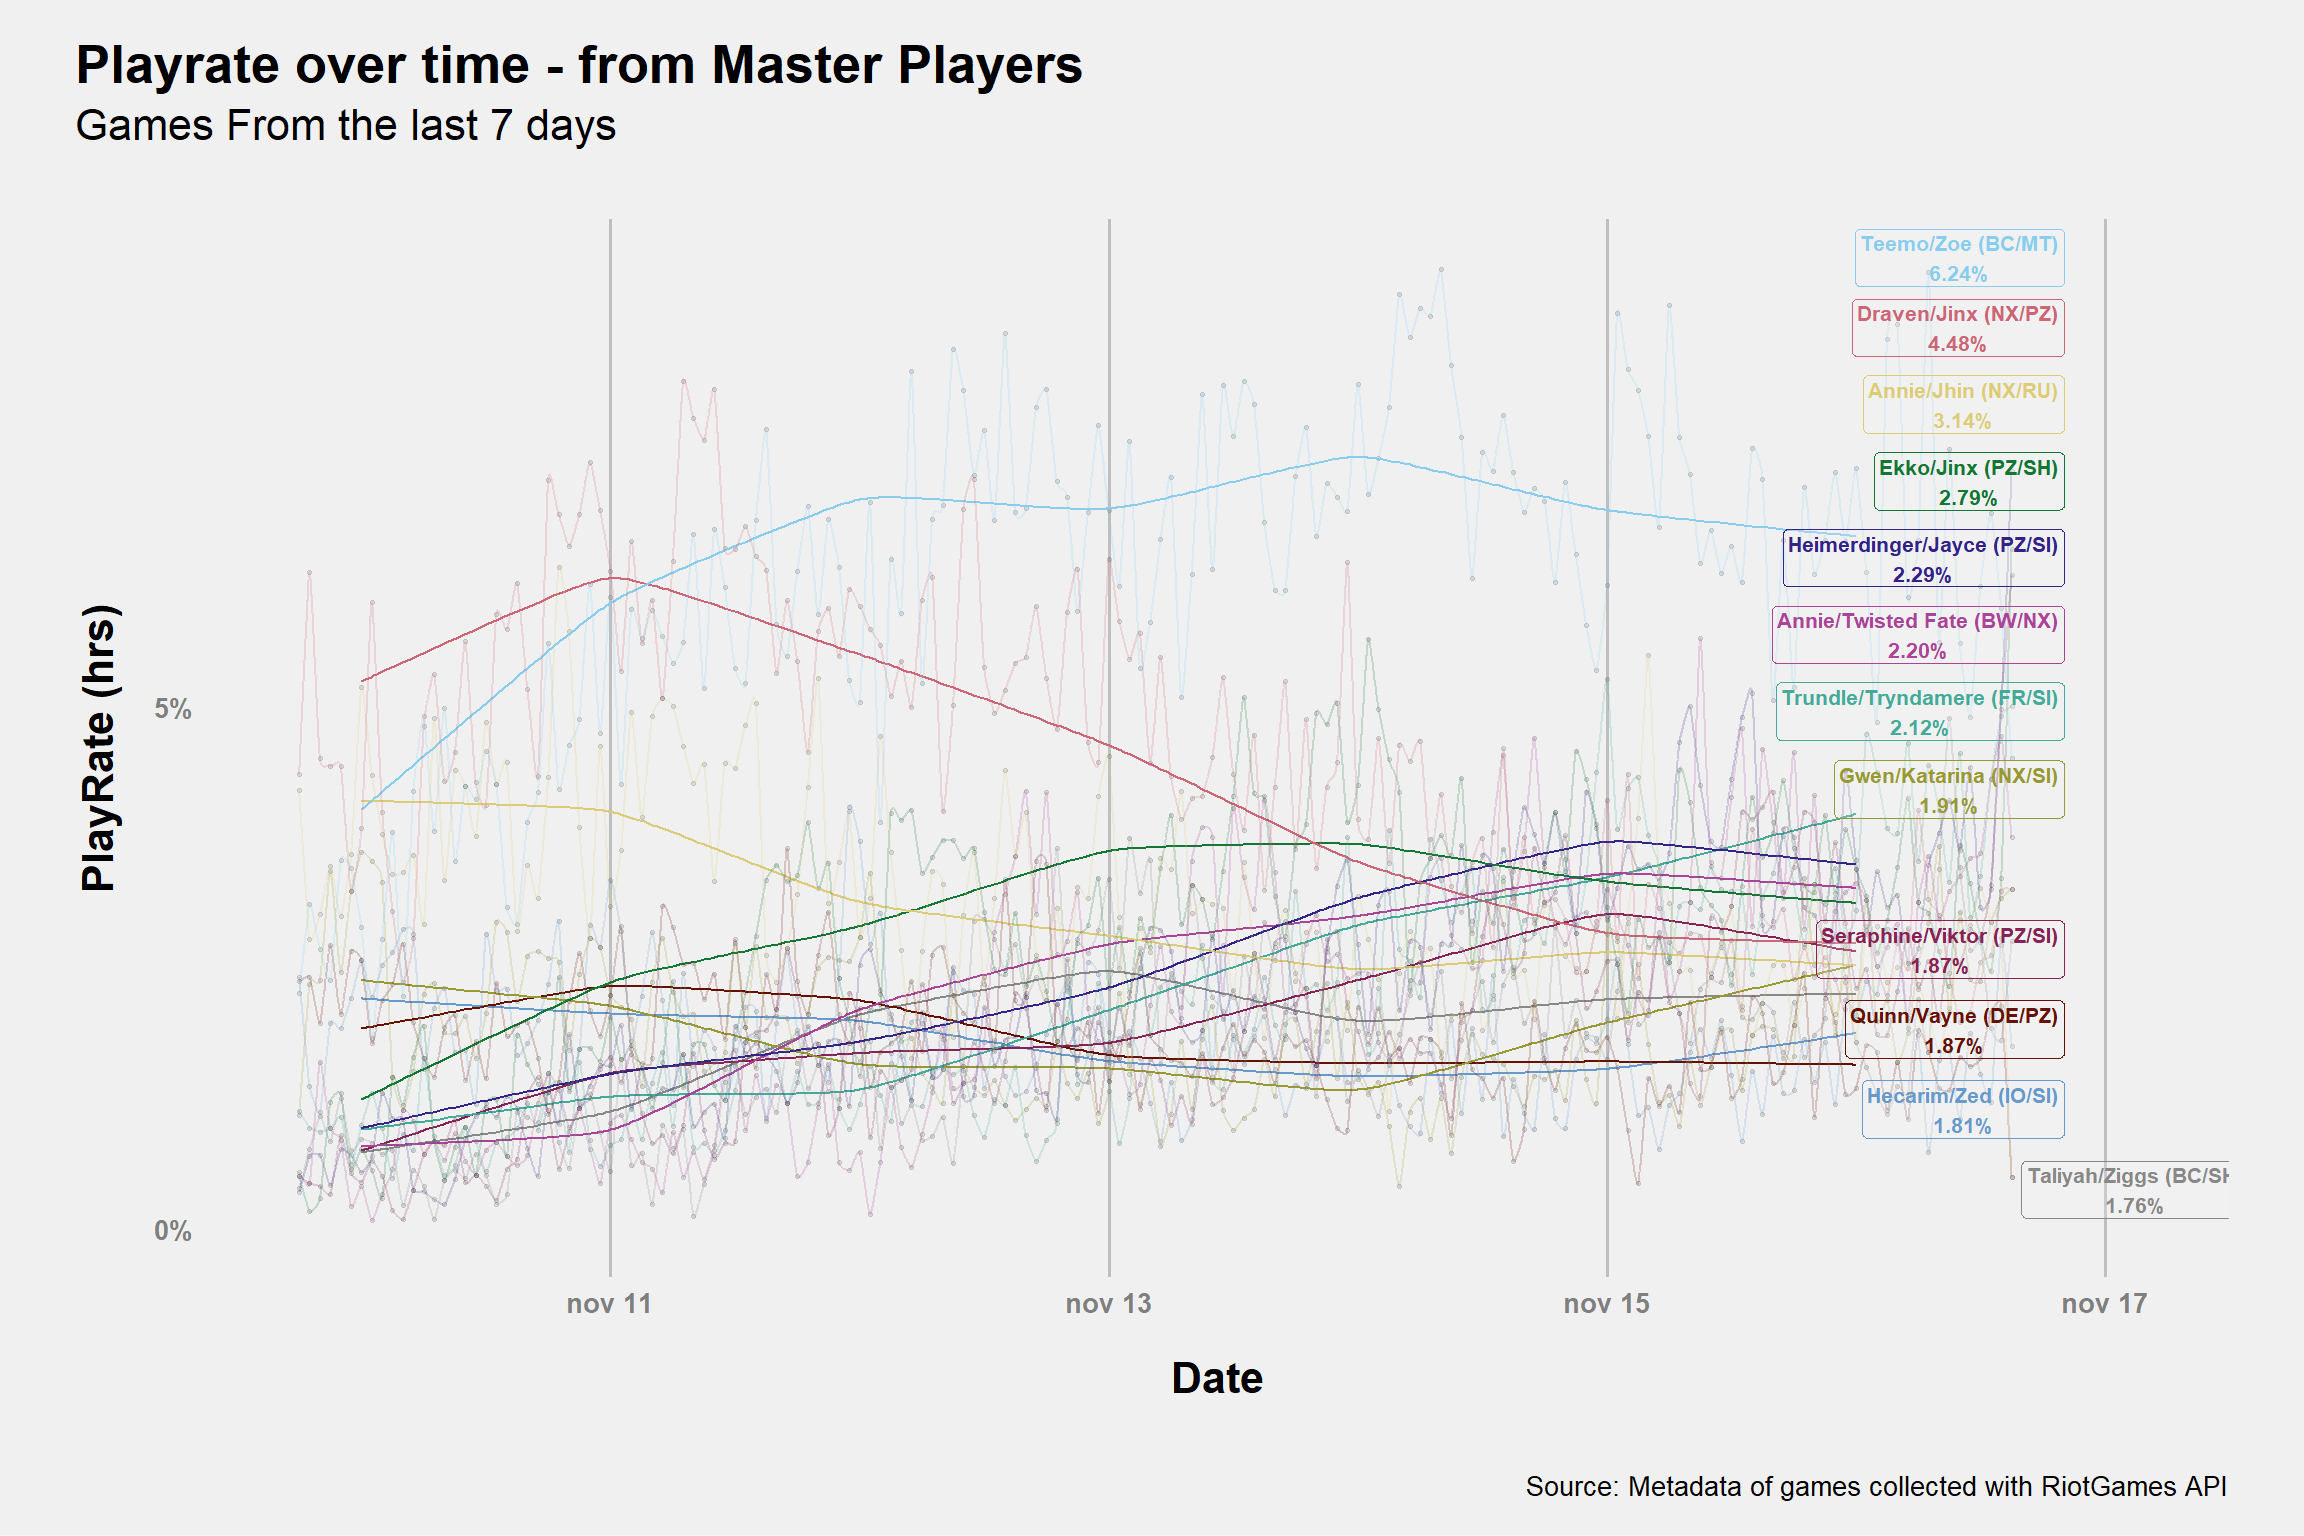 Playrate over time - from Master Players
Games From the last 7 days
PlayRate (hrs)
5%
0%
Teemo/Zoe (BC/MT)
6.24%
Draven/Jinx (NX/PZ)
4.48%
Annie/Jhin (NX/RU)
3.14%
Ekko/Jinx (PZ/SH)
2.79%
Heimerdinger/Jayce (PZ/SI)
2.29%
Annie/Twisted Fate (BW/NX)
2.20%
Trundle/Tryndamere (FR/SI)
2.12%
Gwen/Katarina (NX/SI)
1.91%
Seraphine/Viktor (PZ/SI)
1.87%
Quinn/Vayne (DE/PZ)
1.87%
Hecarim/Zed (IO/SI)
1.81%
Taliyah/Ziggs (BC/SH
1.76%
nov 11
nov 13
nov 15
nov 17
Date
Source: Metadata of games collected with RiotGames API